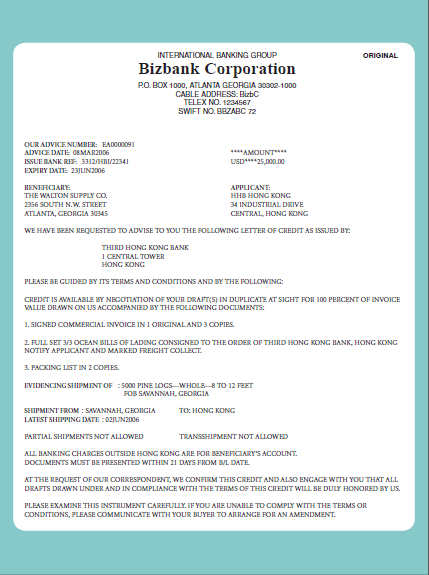 INTERNATIONAL BANKING GROUP
ORIGINAL
Bizbank Corporation
P.O. BOX 1000, ATLANTA GEORGIA 30302-1000
CABLE ADDRESS: BizbC
TELEX NO. 1234567
SWIFT NO. BBZABC 72
OUR ADVICE NUMBER: EA0000091
ADVICE DATE: 08MAR2006
ISSUE BANK REF: 3312/HBI/22341
EXPIRY DATE: 23JUN2006
****AMOUNT****
USD****25,000.00
BENEFICIARY:
THE WALTON SUPPLY CO.
2356 SOUTH N.W. STREET
ATLANTA, GEORGIA 30345
APPLICANT:
HHB HONG KONG
34 INDUSTRIAL DRIVE
CENTRAL, HONG KONG
WE HAVE BEEN REQUESTED TO ADVISE TO YOU THE FOLLOWING LETTER OF CREDIT AS ISSUED BY:
THIRD HONG KONG BANK
1 CENTRAL TOWER
HONG KONG
PLEASE BE GUIDED BY ITS TERMS AND CONDITIONS AND BY THE FOLLOWING:
CREDIT IS AVAILABLE BY NEGOTIATION OF YOUR DRAFT(S) IN DUPLICATE AT SIGHT FOR 100 PERCENT OF INVOICE
VALUE DRAWN ON US ACCOMPANIED BY THE FOLLOWING DOCUMENTS:
1. SIGNED COMMERCIAL INVOICE IN 1 ORIGINAL AND 3 COPIES.
2. FULL SET 3/3 OCEAN BILLS OF LADING CONSIGNED TO THE ORDER OF THIRD HONG KONG BANK, HONG KONG
NOTIFY APPLICANT AND MARKED FREIGHT COLLECT.
3. PACKING LIST IN 2 COPIES.
EVIDENCING SHIPMENT OF : 5000 PINE LOGS—WHOLE—8 TO 12 FEET
FOB SAVANNAH, GEORGIA
SHIPMENT FROM : SAVANNAH, GEORGIA TO: HONG KONG
LATEST SHIPPING DATE : 02JUN2006
PARTIAL SHIPMENTS NOT ALLOWED TRANSSHIPMENT NOT ALLOWED
ALL BANKING CHARGES OUTSIDE HONG KONG ARE FOR BENEFICIARY'S ACCOUNT.
DOCUMENTS MUST BE PRESENTED WITHIN 21 DAYS FROM B/L DATE.
AT THE REQUEST OF OUR CORRESPONDENT, WE CONFIRM THIS CREDIT AND ALSO ENGAGE WITH YOU THAT ALL
DRAFTS DRAWN UNDER AND IN COMPLIANCE WITH THE TERMS OF THIS CREDIT WILL BE DULY HONORED BY US.
PLEASE EXAMINE THIS INSTRUMENT CAREFULLY. IF YOU ARE UNABLE TO COMPLY WITH THE TERMS OR
CONDITIONS, PLEASE COMMUNICATE WITH YOUR BUYER TO ARRANGE FOR AN AMENDMENT.